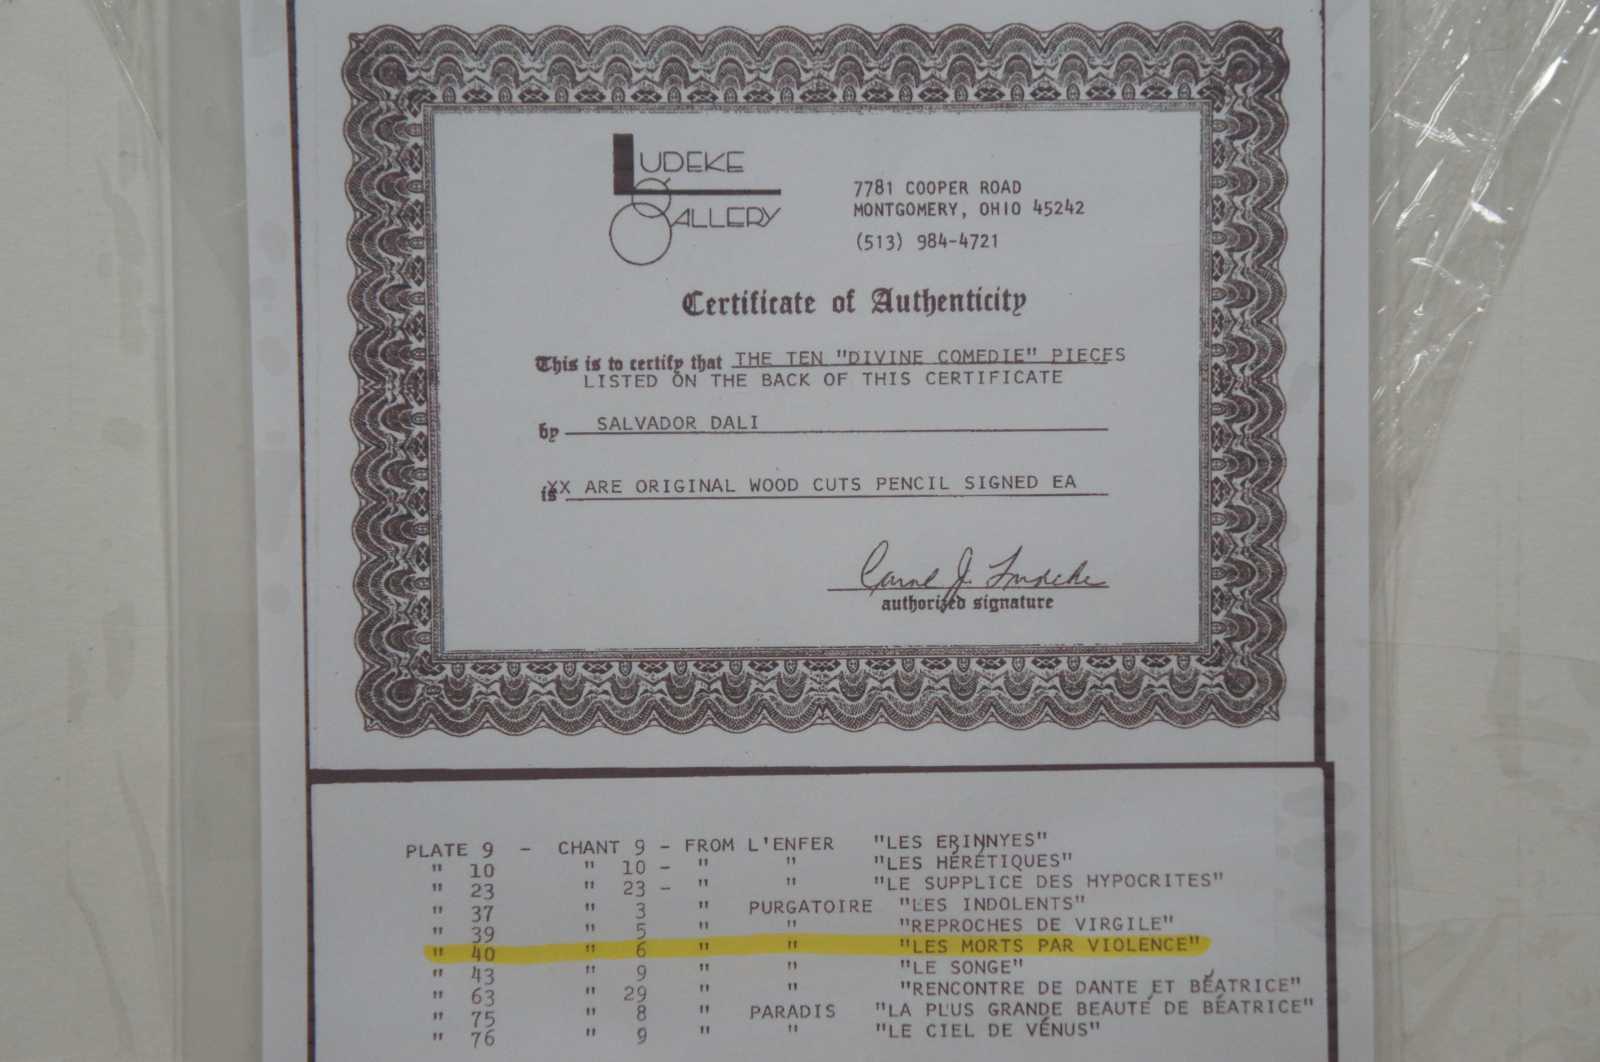 LUDEKE
GALLERY
7781 COOPER ROAD
MONTGOMERY, OHIO 45242
(513) 984-4721
Certificate of Authenticity
This is to certify that THE TEN "DIVINE COMEDIE" PIECES
LISTED ON THE BACK OF THIS CERTIFICATE
by SALVADOR DALI
is XX ARE ORIGINAL WOOD CUTS PENCIL SIGNED EA
Carol J. Ludeke
authorized signature
PLATE 9 - CHANT 9 - FROM L'ENFER "LES ERINNYES"
" 10 " 10 - " " "LES HÉRÉTIQUES"
" 23 " 23 - " " "LE SUPPLICE DES HYPOCRITES"
" 37 " 3 " PURGATOIRE "LES INDOLENTS"
" 39 " 5 " " "REPROCHES DE VIRGILE"
" 40 " 6 " " "LES MORTS PAR VIOLENCE"
" 43 " 9 " " "LE SONGE"
" 63 " 29 " " "RENCONTRE DE DANTE ET BÉATRICE"
" 75 " 8 " PARADIS "LA PLUS GRANDE BEAUTÉ DE BÉATRICE"
" 76 " 9 " " "LE CIEL DE VÉNUS"